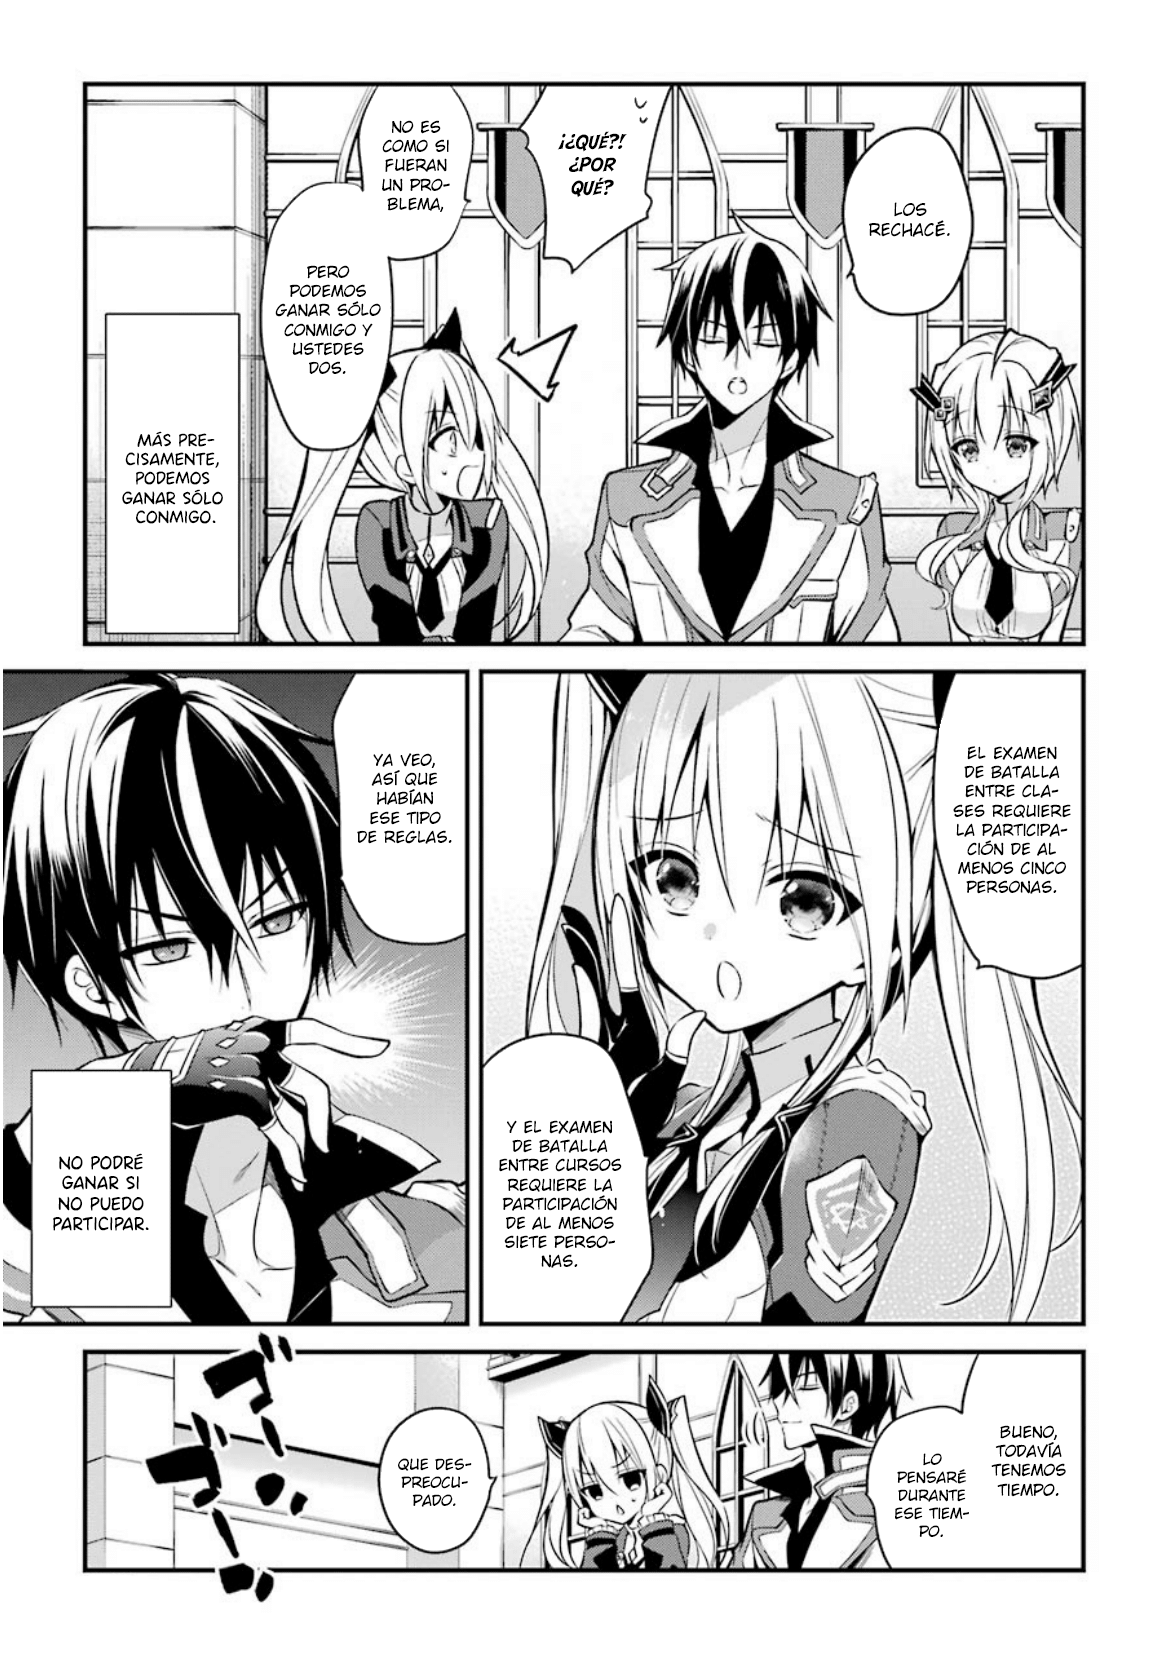 LOS
RECHACÉ.
¡¿QUÉ?!
¿POR
QUÉ?
NO ES
COMO SI
FUERAN
UN PRO-
BLEMA,
PERO
PODEMOS
GANAR SÓLO
CONMIGO Y
USTEDES
DOS.
MÁS PRE-
CISAMENTE,
PODEMOS
GANAR SÓLO
CONMIGO.
EL EXAMEN
DE BATALLA
ENTRE CLA-
SES REQUIERE
LA PARTICIPA-
CIÓN DE AL
MENOS CINCO
PERSONAS.
Y EL EXAMEN
DE BATALLA
ENTRE CURSOS
REQUIERE LA
PARTICIPACIÓN
DE AL MENOS
SIETE PERSO-
NAS.
YA VEO,
ASÍ QUE
HABÍAN
ESE TIPO
DE REGLAS.
NO PODRÉ
GANAR SI
NO PUEDO
PARTICIPAR.
BUENO,
TODAVÍA
TENEMOS
TIEMPO.
LO
PENSARÉ
DURANTE
ESE TIEM-
PO.
QUE DES-
PREOCU-
PADO.
ゴゴ..